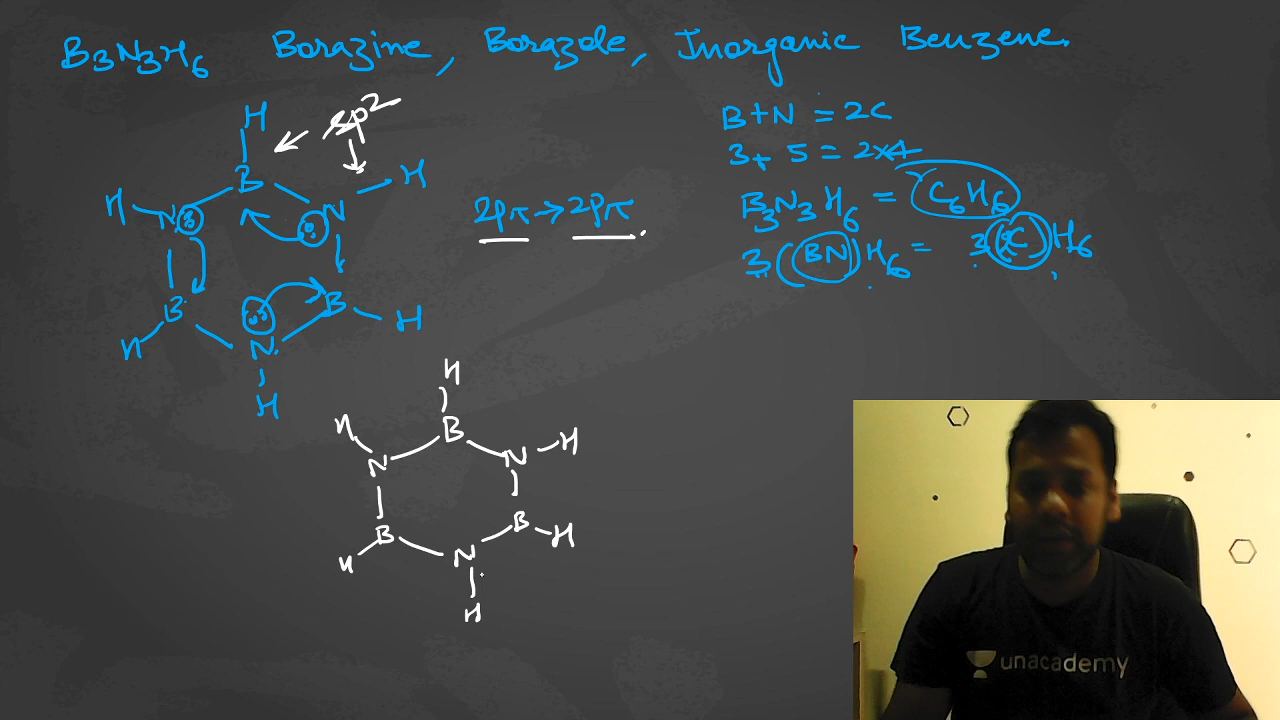 B3N3H6 Borazine, Borazole, Inorganic Benzene.
sp2
H
B
H
N
N
H
B
B
H
H
N
H
2pπ → 2pπ
B + N = 2C
3 + 5 = 2×4
B3N3H6 = C6H6
3(BN)H6 = 3(2C)H6
H
B
H
N
N
H
B
B
H
H
N
H
unacademy